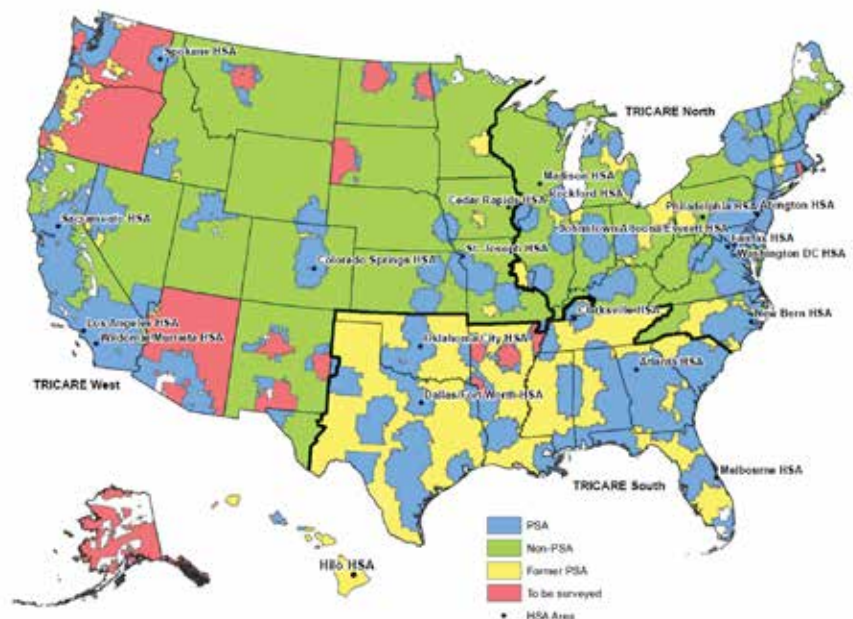 Spokane HSA
TRICARE North
Madison HSA
Rockford HSA
Cedar Rapids HSA
Philadelphia HSA
Abington HSA
Johnstown/Altoona/Everett HSA
Sacramento HSA
Fairfax HSA
St. Joseph HSA
Washington DC HSA
Colorado Springs HSA
Clarksville HSA
New Bern HSA
Los Angeles HSA
Oklahoma City HSA
Wildomar/Murrieta HSA
Atlanta HSA
TRICARE West
Dallas/Fort Worth HSA
Melbourne HSA
TRICARE South
PSA
Non-PSA
Former PSA
To be surveyed
HSA Area
Hilo HSA